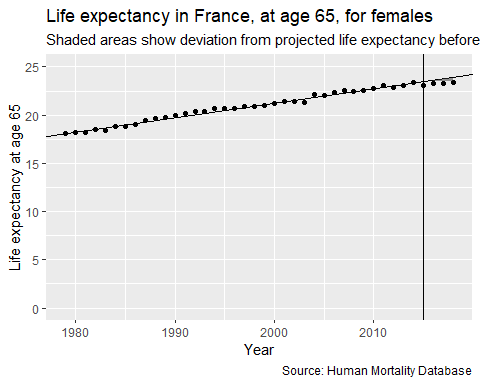 Life expectancy in France, at age 65, for females
Shaded areas show deviation from projected life expectancy before
Life expectancy at age 65
25
20
15
10
5
0
1980
1990
2000
2010
Year
Source: Human Mortality Database